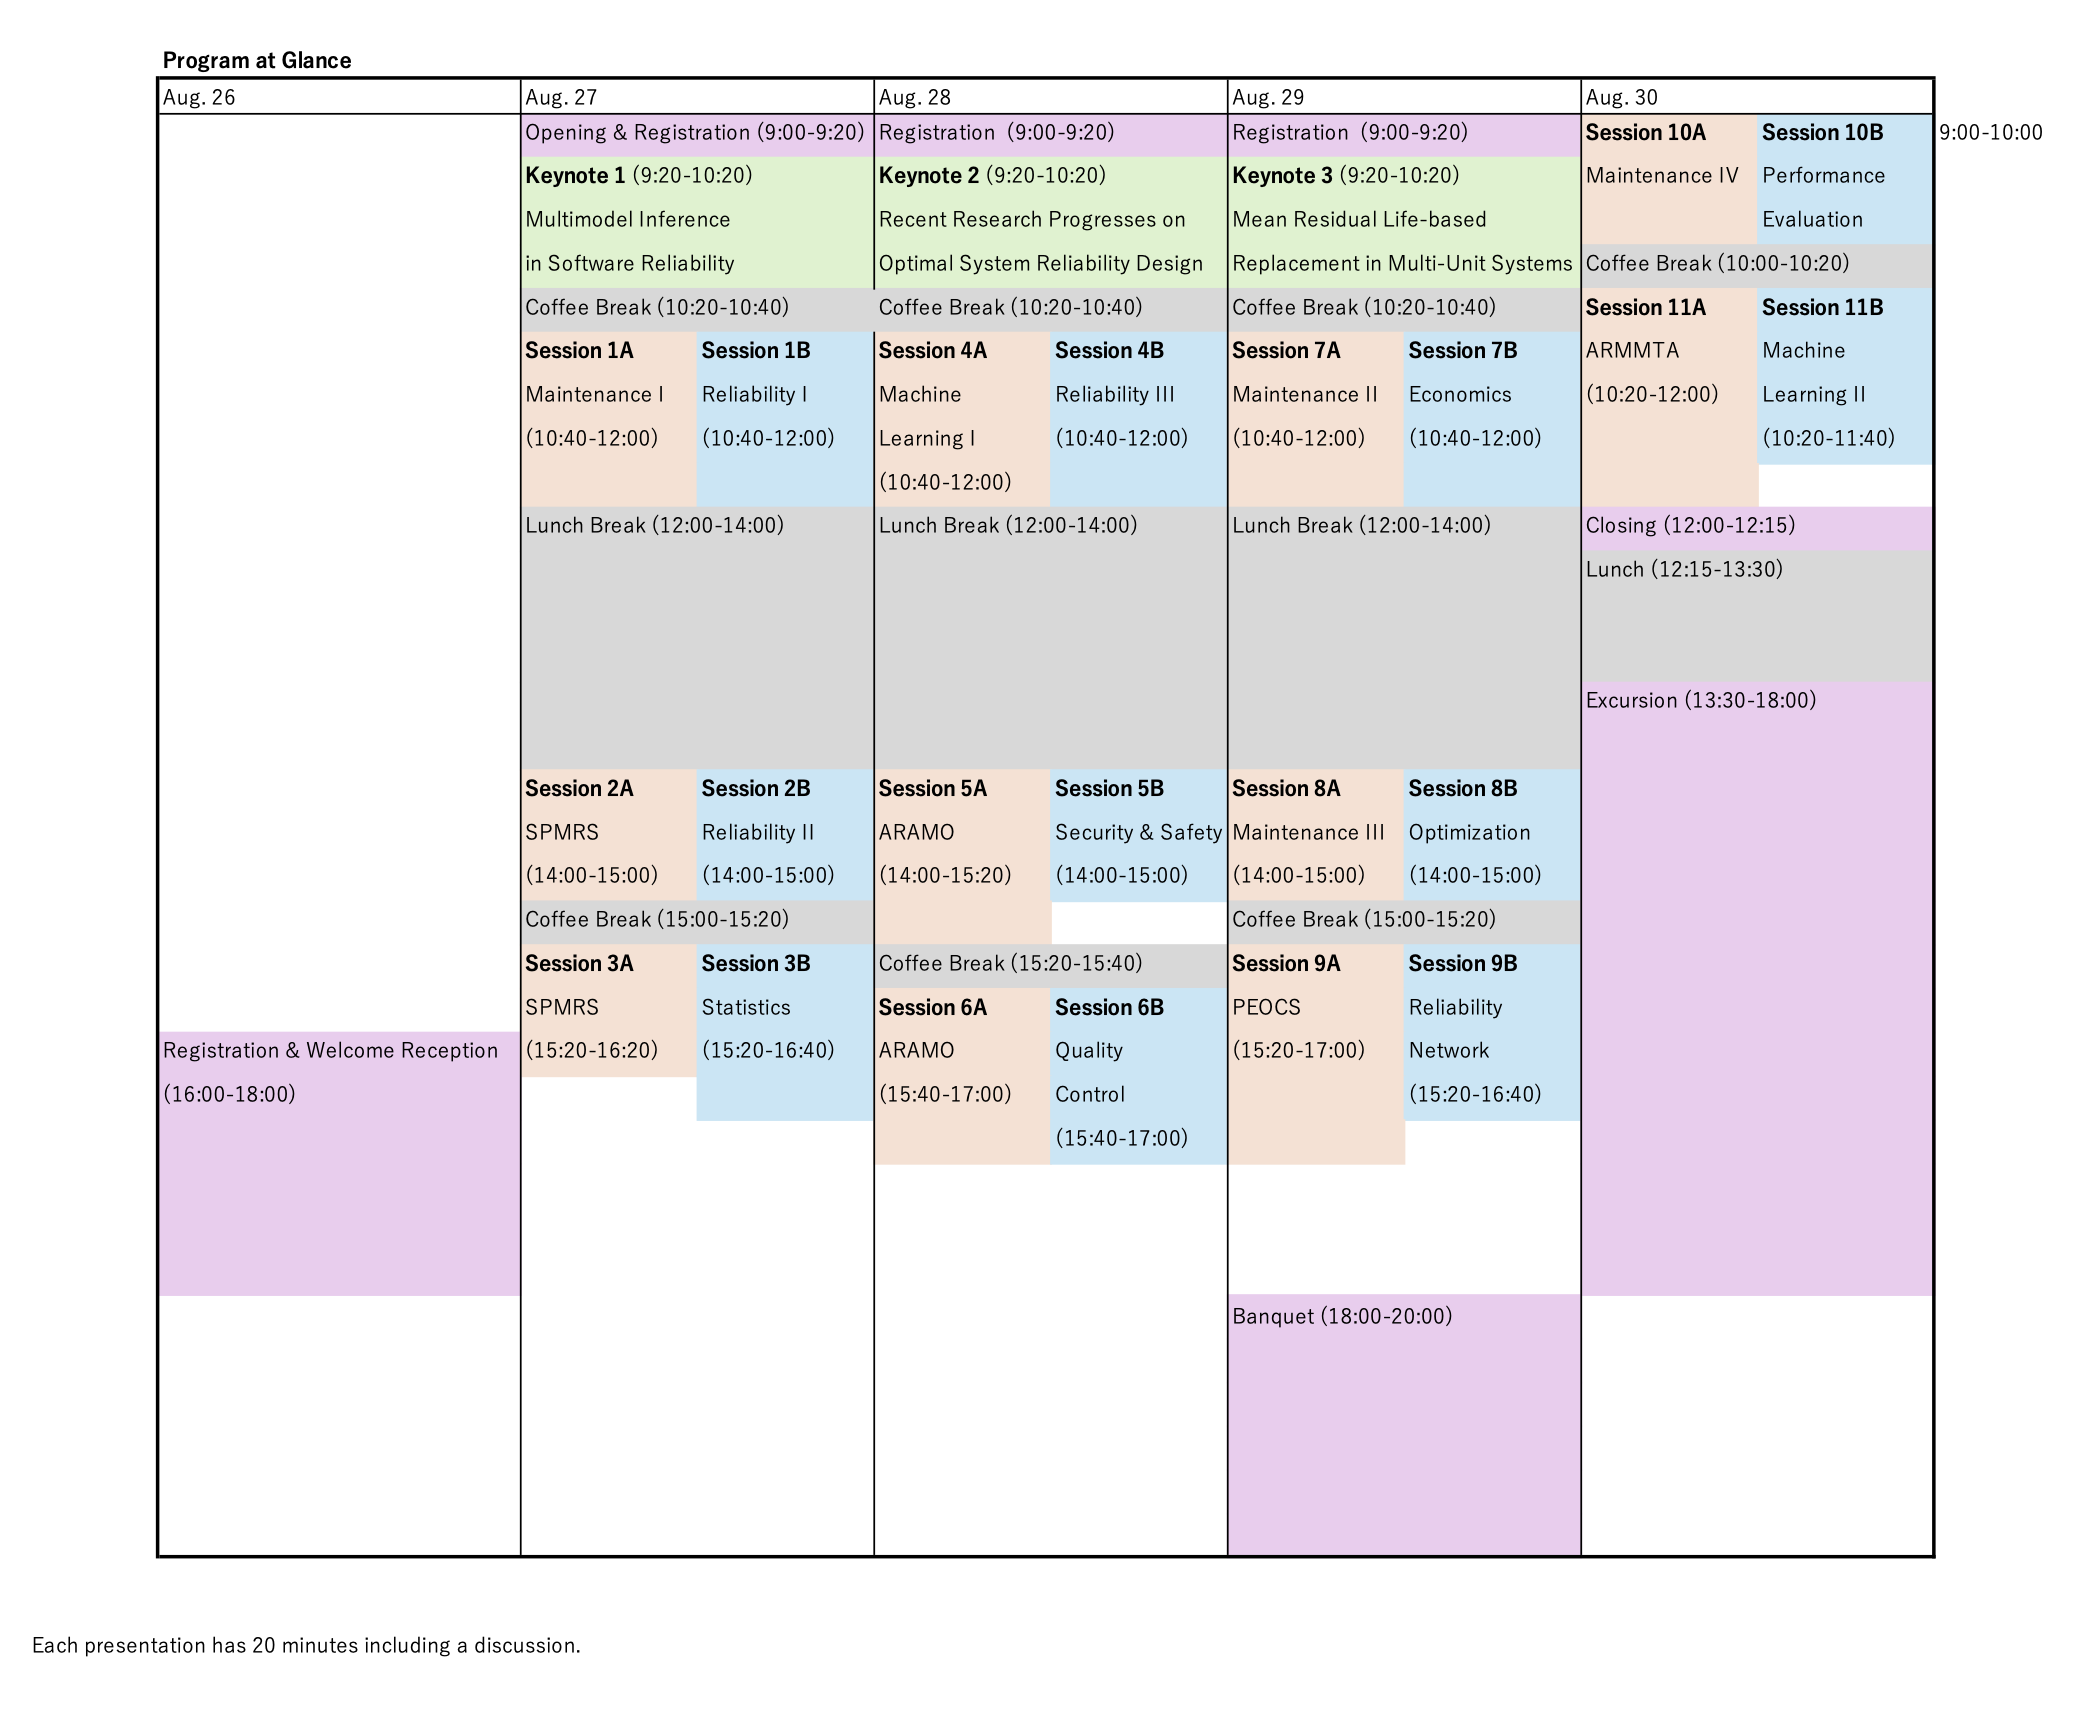 Program at Glance
Aug. 26
Registration & Welcome Reception
(16:00-18:00)
Aug. 27
Opening & Registration (9:00-9:20)
Keynote 1 (9:20-10:20)
Multimodel Inference
in Software Reliability
Coffee Break (10:20-10:40)
Session 1A
Maintenance I
(10:40-12:00)
Session 1B
Reliability I
(10:40-12:00)
Lunch Break (12:00-14:00)
Session 2A
SPMRS
(14:00-15:00)
Session 2B
Reliability II
(14:00-15:00)
Coffee Break (15:00-15:20)
Session 3A
SPMRS
(15:20-16:20)
Session 3B
Statistics
(15:20-16:40)
Aug. 28
Registration (9:00-9:20)
Keynote 2 (9:20-10:20)
Recent Research Progresses on
Optimal System Reliability Design
Coffee Break (10:20-10:40)
Session 4A
Machine
Learning I
(10:40-12:00)
Session 4B
Reliability III
(10:40-12:00)
Lunch Break (12:00-14:00)
Session 5A
ARAMO
(14:00-15:20)
Session 5B
Security & Safety
(14:00-15:00)
Coffee Break (15:20-15:40)
Session 6A
ARAMO
(15:40-17:00)
Session 6B
Quality
Control
(15:40-17:00)
Aug. 29
Registration (9:00-9:20)
Keynote 3 (9:20-10:20)
Mean Residual Life-based
Replacement in Multi-Unit Systems
Coffee Break (10:20-10:40)
Session 7A
Maintenance II
(10:40-12:00)
Session 7B
Economics
(10:40-12:00)
Lunch Break (12:00-14:00)
Session 8A
Maintenance III
(14:00-15:00)
Session 8B
Optimization
(14:00-15:00)
Coffee Break (15:00-15:20)
Session 9A
PEOCS
(15:20-17:00)
Session 9B
Reliability
Network
(15:20-16:40)
Banquet (18:00-20:00)
Aug. 30
Session 10A
Maintenance IV
Session 10B
Performance
Evaluation
9:00-10:00
Coffee Break (10:00-10:20)
Session 11A
ARMMTA
(10:20-12:00)
Session 11B
Machine
Learning II
(10:20-11:40)
Closing (12:00-12:15)
Lunch (12:15-13:30)
Excursion (13:30-18:00)
Each presentation has 20 minutes including a discussion.